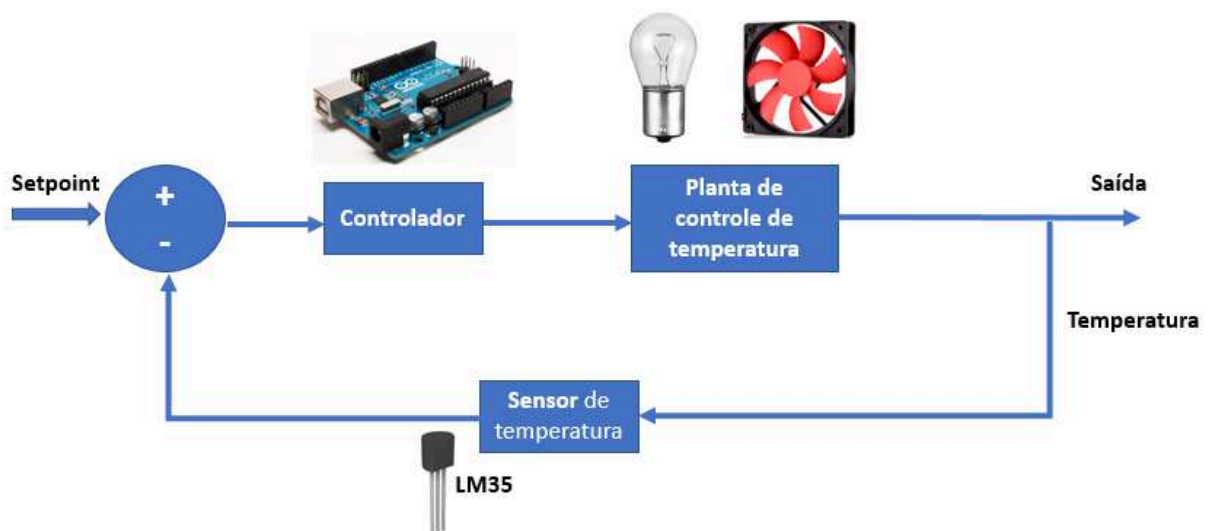 Setpoint
+
-
Controlador
Planta de
controle de
temperatura
Saída
Temperatura
Sensor de
temperatura
LM35